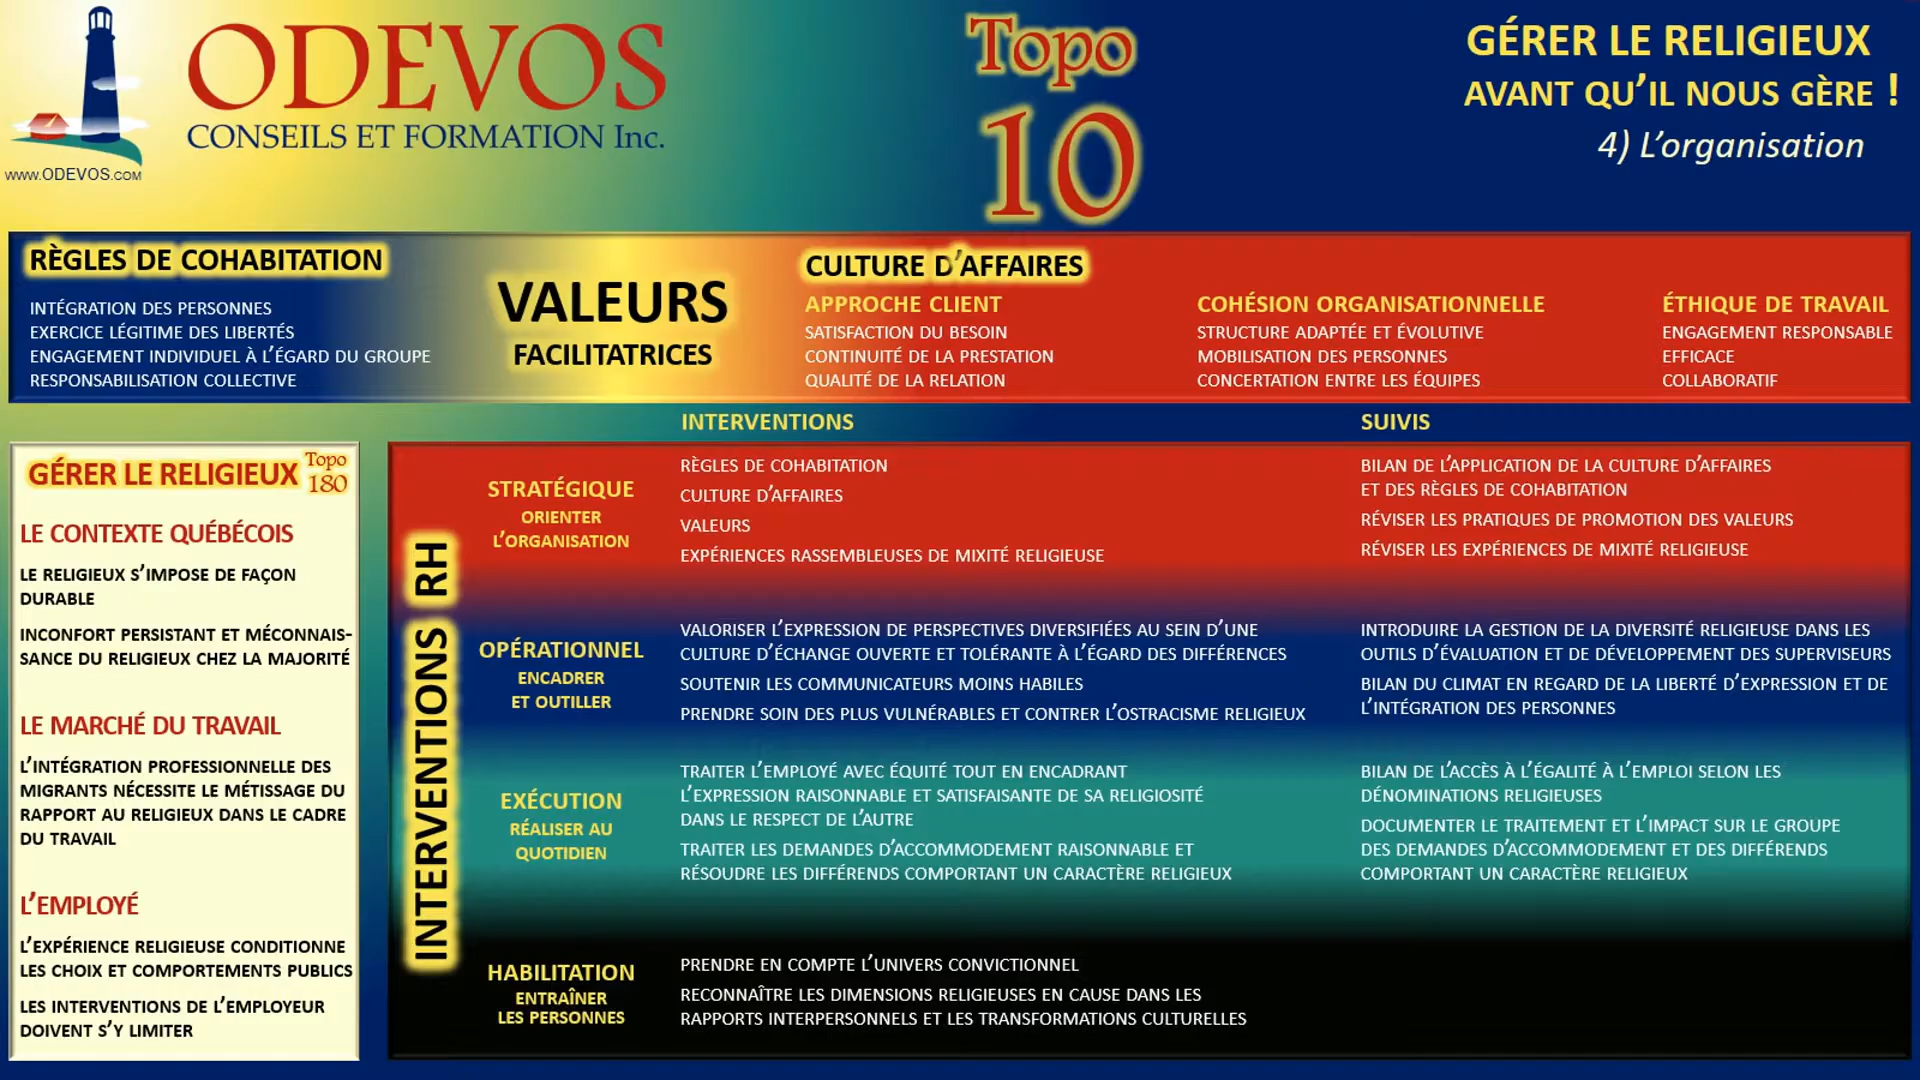 ODEVOS
CONSEILS ET FORMATION Inc.
www.ODEVOS.com
Topo
10
GÉRER LE RELIGIEUX
AVANT QU'IL NOUS GÈRE !
4) L'organisation
RÈGLES DE COHABITATION
INTÉGRATION DES PERSONNES
EXERCICE LÉGITIME DES LIBERTÉS
ENGAGEMENT INDIVIDUEL À L'ÉGARD DU GROUPE
RESPONSABILISATION COLLECTIVE
VALEURS
FACILITATRICES
CULTURE D'AFFAIRES
APPROCHE CLIENT
SATISFACTION DU BESOIN
CONTINUITÉ DE LA PRESTATION
QUALITÉ DE LA RELATION
COHÉSION ORGANISATIONNELLE
STRUCTURE ADAPTÉE ET ÉVOLUTIVE
MOBILISATION DES PERSONNES
CONCERTATION ENTRE LES ÉQUIPES
ÉTHIQUE DE TRAVAIL
ENGAGEMENT RESPONSABLE
EFFICACE
COLLABORATIF
GÉRER LE RELIGIEUX
Topo
180
LE CONTEXTE QUÉBÉCOIS
LE RELIGIEUX S'IMPOSE DE FAÇON
DURABLE
INCONFORT PERSISTANT ET MÉCONNAIS-
SANCE DU RELIGIEUX CHEZ LA MAJORITÉ
LE MARCHÉ DU TRAVAIL
L'INTÉGRATION PROFESSIONNELLE DES
MIGRANTS NÉCESSITE LE MÉTISSAGE DU
RAPPORT AU RELIGIEUX DANS LE CADRE
DU TRAVAIL
L'EMPLOYÉ
L'EXPÉRIENCE RELIGIEUSE CONDITIONNE
LES CHOIX ET COMPORTEMENTS PUBLICS
LES INTERVENTIONS DE L'EMPLOYEUR
DOIVENT S'Y LIMITER
INTERVENTIONS
SUIVIS
INTERVENTIONS RH
STRATÉGIQUE
ORIENTER
L'ORGANISATION
RÈGLES DE COHABITATION
CULTURE D'AFFAIRES
VALEURS
EXPÉRIENCES RASSEMBLEUSES DE MIXITÉ RELIGIEUSE
BILAN DE L'APPLICATION DE LA CULTURE D'AFFAIRES
ET DES RÈGLES DE COHABITATION
RÉVISER LES PRATIQUES DE PROMOTION DES VALEURS
RÉVISER LES EXPÉRIENCES DE MIXITÉ RELIGIEUSE
OPÉRATIONNEL
ENCADRER
ET OUTILLER
VALORISER L'EXPRESSION DE PERSPECTIVES DIVERSIFIÉES AU SEIN D'UNE
CULTURE D'ÉCHANGE OUVERTE ET TOLÉRANTE À L'ÉGARD DES DIFFÉRENCES
SOUTENIR LES COMMUNICATEURS MOINS HABILES
PRENDRE SOIN DES PLUS VULNÉRABLES ET CONTRER L'OSTRACISME RELIGIEUX
INTRODUIRE LA GESTION DE LA DIVERSITÉ RELIGIEUSE DANS LES
OUTILS D'ÉVALUATION ET DE DÉVELOPPEMENT DES SUPERVISEURS
BILAN DU CLIMAT EN REGARD DE LA LIBERTÉ D'EXPRESSION ET DE
L'INTÉGRATION DES PERSONNES
EXÉCUTION
RÉALISER AU
QUOTIDIEN
TRAITER L'EMPLOYÉ AVEC ÉQUITÉ TOUT EN ENCADRANT
L'EXPRESSION RAISONNABLE ET SATISFAISANTE DE SA RELIGIOSITÉ
DANS LE RESPECT DE L'AUTRE
TRAITER LES DEMANDES D'ACCOMMODEMENT RAISONNABLE ET
RÉSOUDRE LES DIFFÉRENDS COMPORTANT UN CARACTÈRE RELIGIEUX
BILAN DE L'ACCÈS À L'ÉGALITÉ À L'EMPLOI SELON LES
DÉNOMINATIONS RELIGIEUSES
DOCUMENTER LE TRAITEMENT ET L'IMPACT SUR LE GROUPE
DES DEMANDES D'ACCOMMODEMENT ET DES DIFFÉRENDS
COMPORTANT UN CARACTÈRE RELIGIEUX
HABILITATION
ENTRAÎNER
LES PERSONNES
PRENDRE EN COMPTE L'UNIVERS CONVICTIONNEL
RECONNAÎTRE LES DIMENSIONS RELIGIEUSES EN CAUSE DANS LES
RAPPORTS INTERPERSONNELS ET LES TRANSFORMATIONS CULTURELLES